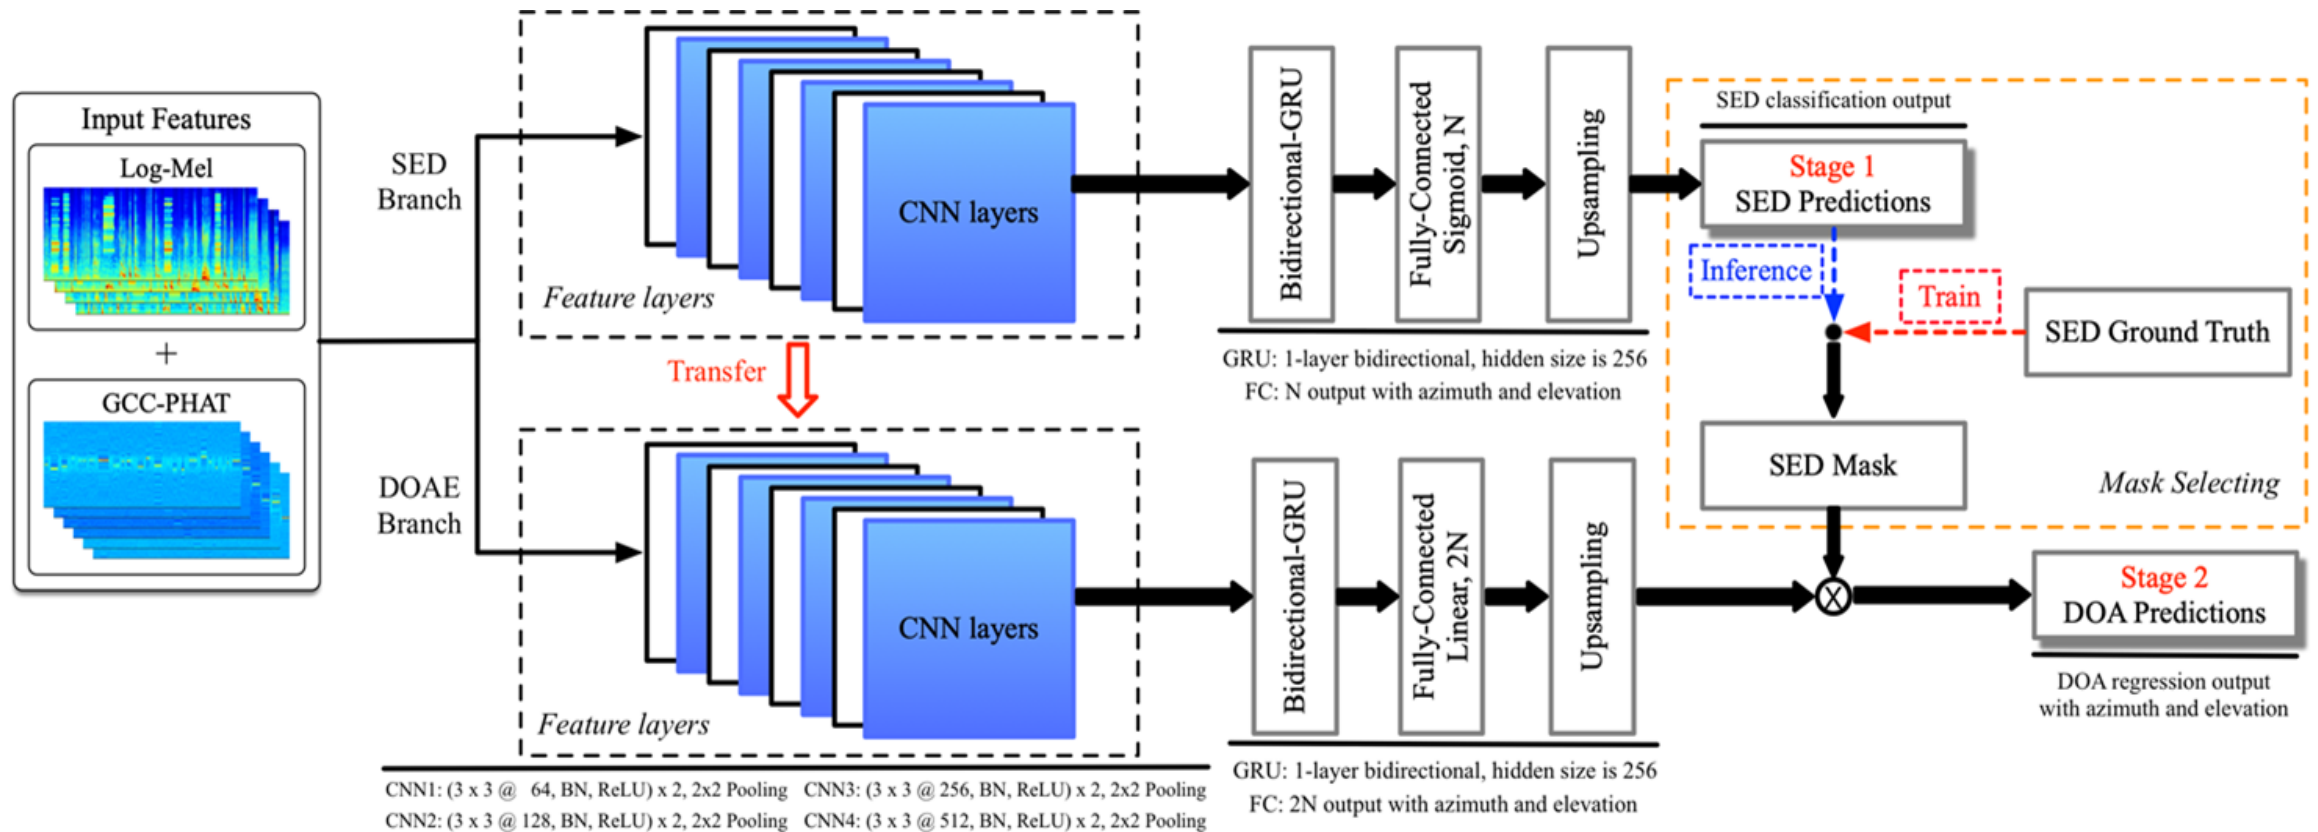 Input Features
Log-Mel
+
GCC-PHAT
SED
Branch
DOAE
Branch
CNN layers
Feature layers
Transfer
CNN layers
Feature layers
CNN1: (3 x 3 @ 64, BN, ReLU) x 2, 2x2 Pooling
CNN2: (3 x 3 @ 128, BN, ReLU) x 2, 2x2 Pooling
CNN3: (3 x 3 @ 256, BN, ReLU) x 2, 2x2 Pooling
CNN4: (3 x 3 @ 512, BN, ReLU) x 2, 2x2 Pooling
Bidirectional-GRU
Fully-Connected
Sigmoid, N
Upsampling
GRU: 1-layer bidirectional, hidden size is 256
FC: N output with azimuth and elevation
Bidirectional-GRU
Fully-Connected
Linear, 2N
Upsampling
GRU: 1-layer bidirectional, hidden size is 256
FC: 2N output with azimuth and elevation
SED classification output
Stage 1
SED Predictions
Inference
Train
SED Ground Truth
SED Mask
Mask Selecting
X
Stage 2
DOA Predictions
DOA regression output
with azimuth and elevation